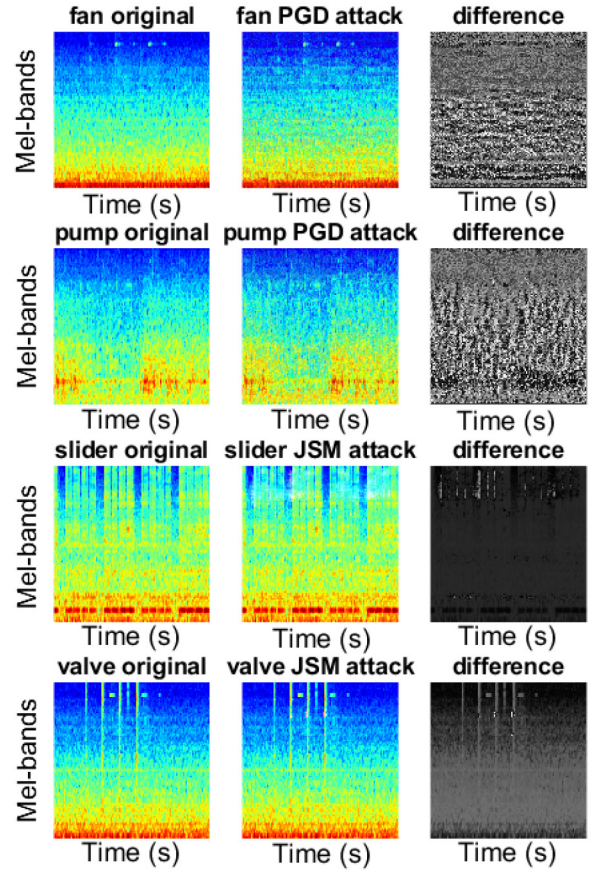 fan original fan PGD attack difference
Mel-bands
Time (s) Time (s) Time (s)
pump original pump PGD attack difference
Mel-bands
Time (s) Time (s) Time (s)
slider original slider JSM attack difference
Mel-bands
Time (s) Time (s) Time (s)
valve original valve JSM attack difference
Mel-bands
Time (s) Time (s) Time (s)